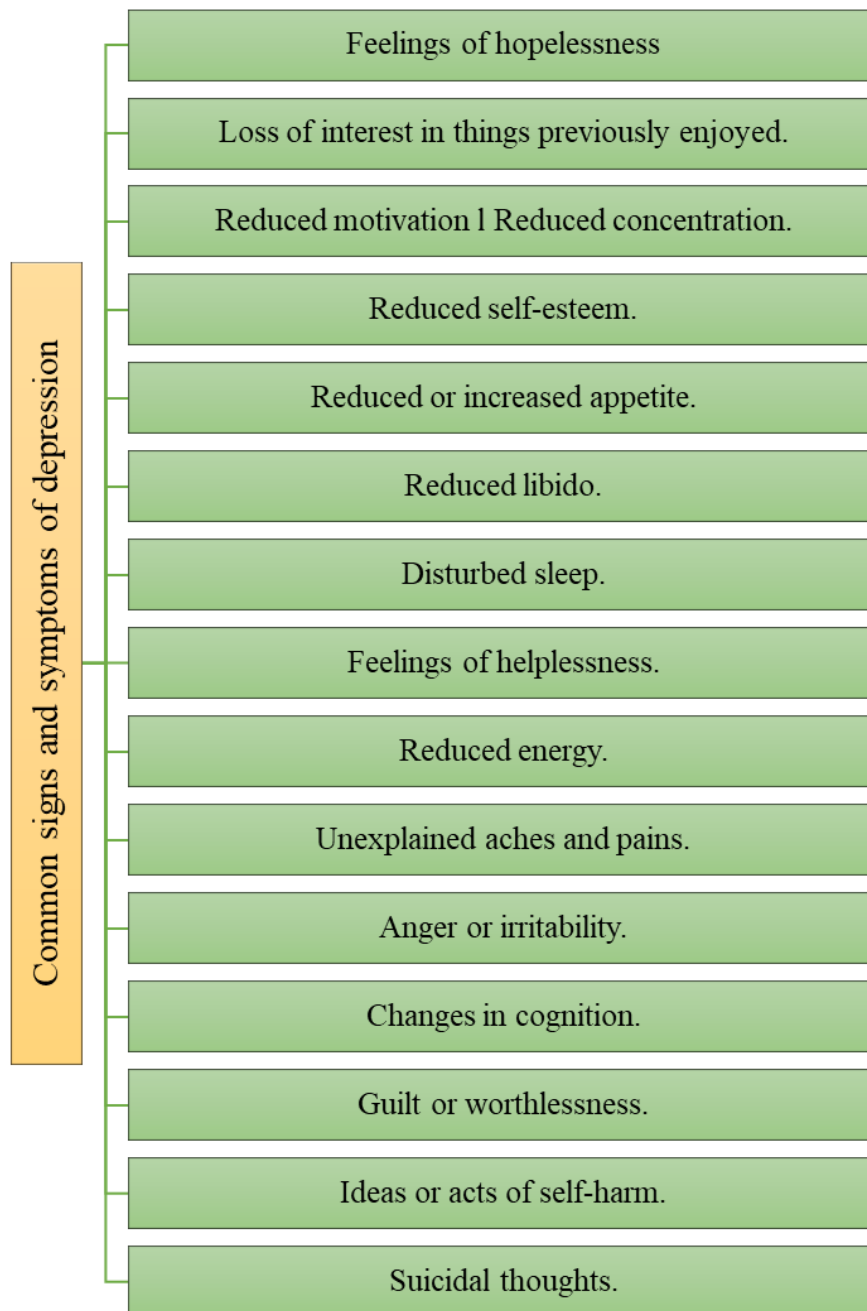 Common signs and symptoms of depression
Feelings of hopelessness
Loss of interest in things previously enjoyed.
Reduced motivation l Reduced concentration.
Reduced self-esteem.
Reduced or increased appetite.
Reduced libido.
Disturbed sleep.
Feelings of helplessness.
Reduced energy.
Unexplained aches and pains.
Anger or irritability.
Changes in cognition.
Guilt or worthlessness.
Ideas or acts of self-harm.
Suicidal thoughts.